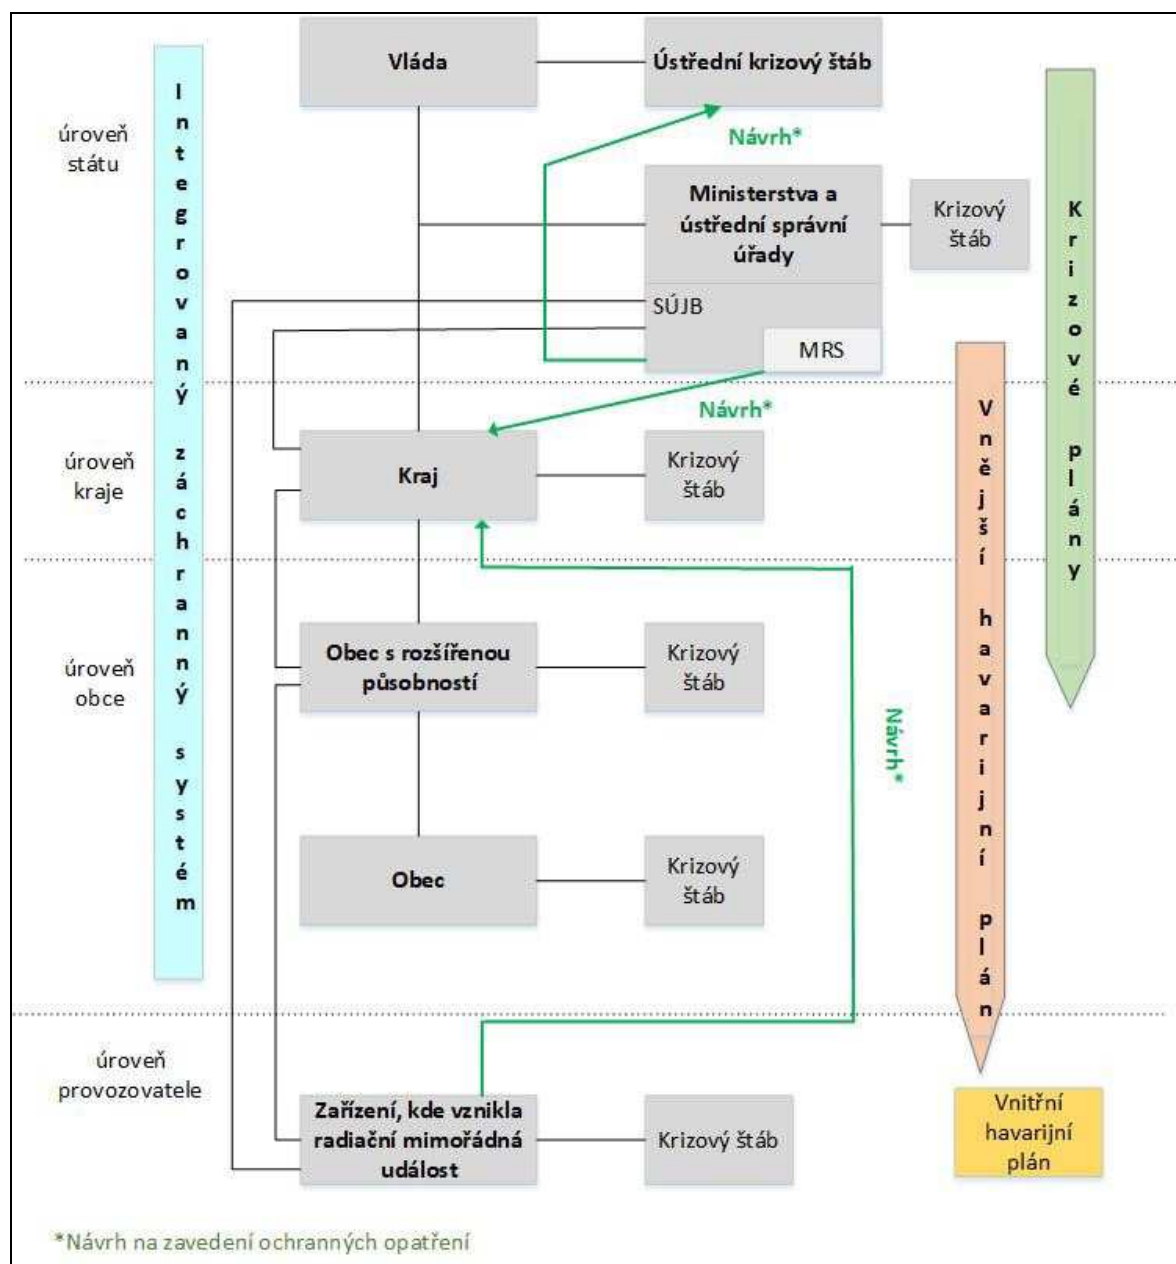 Vláda
Ústřední krizový štáb
úroveň
státu
Návrh*
Ministerstva a
ústřední správní
úřady
Krizový
štáb
SÚJB
MRS
Návrh*
úroveň
kraje
Kraj
Krizový
štáb
úroveň
obce
Obec s rozšířenou
působností
Krizový
štáb
Návrh*
Obec
Krizový
štáb
úroveň
provozovatele
Zařízení, kde vznikla
radiační mimořádná
událost
Krizový štáb
Vnitřní
havarijní
plán
Integrovaný záchranný systém
Vnější havarijní plán
Krizové plány
*Návrh na zavedení ochranných opatření